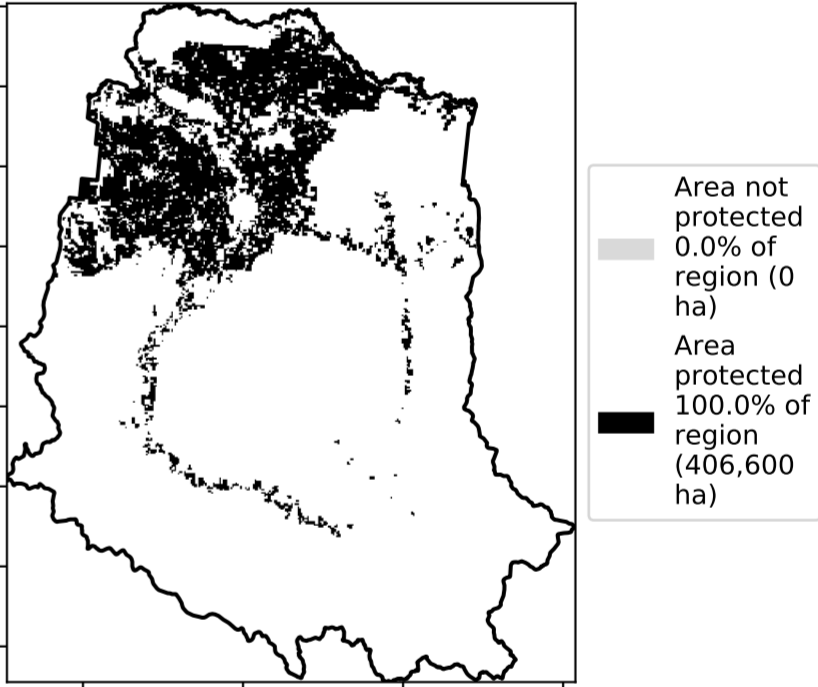 Area not
protected
0.0% of
region (0
ha)
Area
protected
100.0% of
region
(406,600
ha)